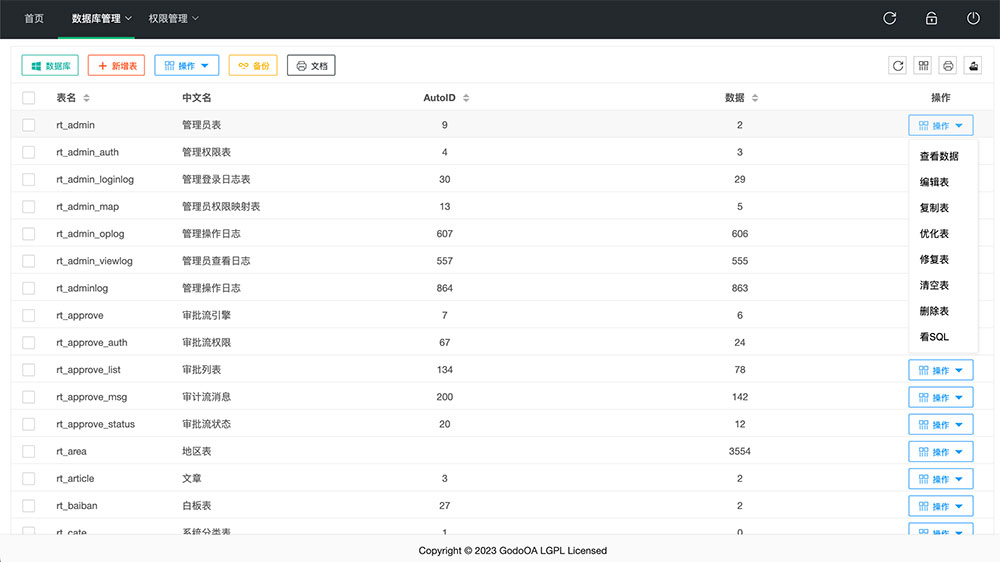 首页 数据库管理 权限管理
数据库 新增表 操作 备份 文档
表名 中文名 AutoID 数据 操作
rt_admin 管理员表 9 2 操作
rt_admin_auth 管理权限表 4 3
查看数据
rt_admin_loginlog 管理登录日志表 30 29
编辑表
rt_admin_map 管理员权限映射表 13 5
复制表
rt_admin_oplog 管理操作日志 607 606
优化表
rt_admin_viewlog 管理员查看日志 557 555
修复表
rt_adminlog 管理操作日志 864 863
清空表
rt_approve 审批流引擎 7 6
删除表
rt_approve_auth 审批流权限 67 24
看SQL
rt_approve_list 审批列表 134 78 操作
rt_approve_msg 审计流消息 200 142 操作
rt_approve_status 审批流状态 20 12 操作
rt_area 地区表 3554 操作
rt_article 文章 3 2 操作
rt_baiban 白板表 27 2 操作
rt_cate 系统分类表 1 0 操作
Copyright © 2023 GodoOA LGPL Licensed